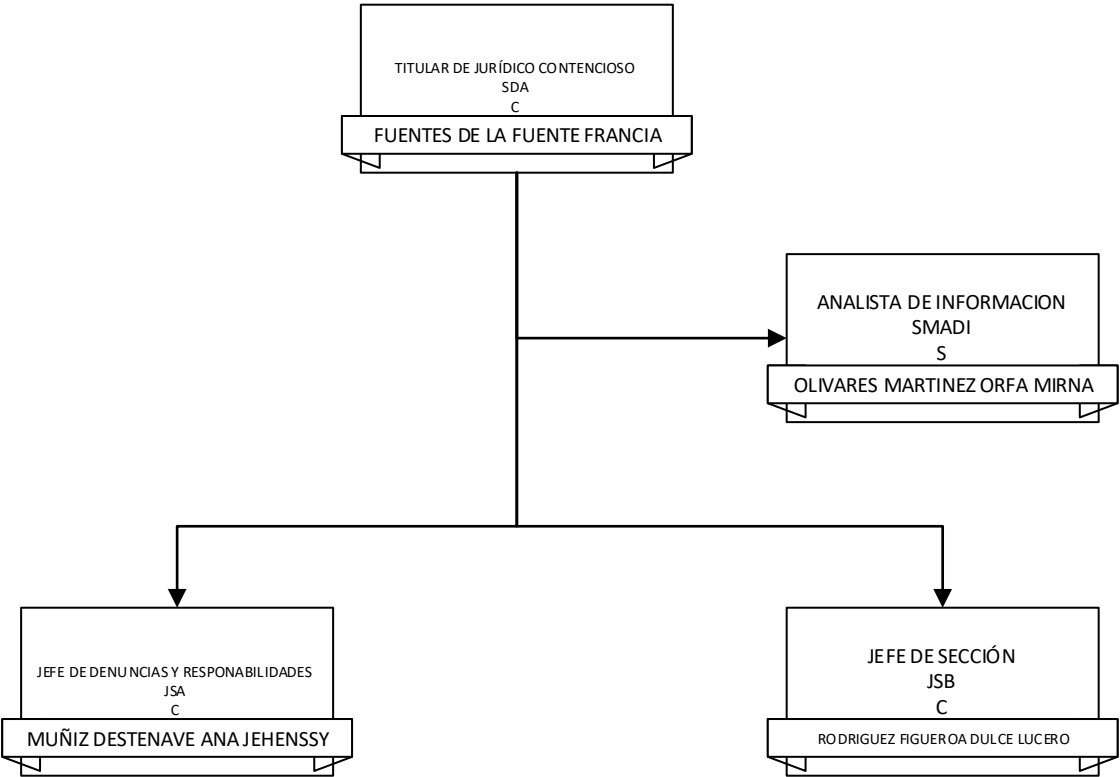 TITULAR DE JURÍDICO CONTENCIOSO
SDA
C
FUENTES DE LA FUENTE FRANCIA
ANALISTA DE INFORMACION
SMADI
S
OLIVARES MARTINEZ ORFA MIRNA
JEFE DE DENUNCIAS Y RESPONABILIDADES
JSA
C
MUÑIZ DESTENAVE ANA JEHENSSY
JEFE DE SECCIÓN
JSB
C
RODRIGUEZ FIGUEROA DULCE LUCERO